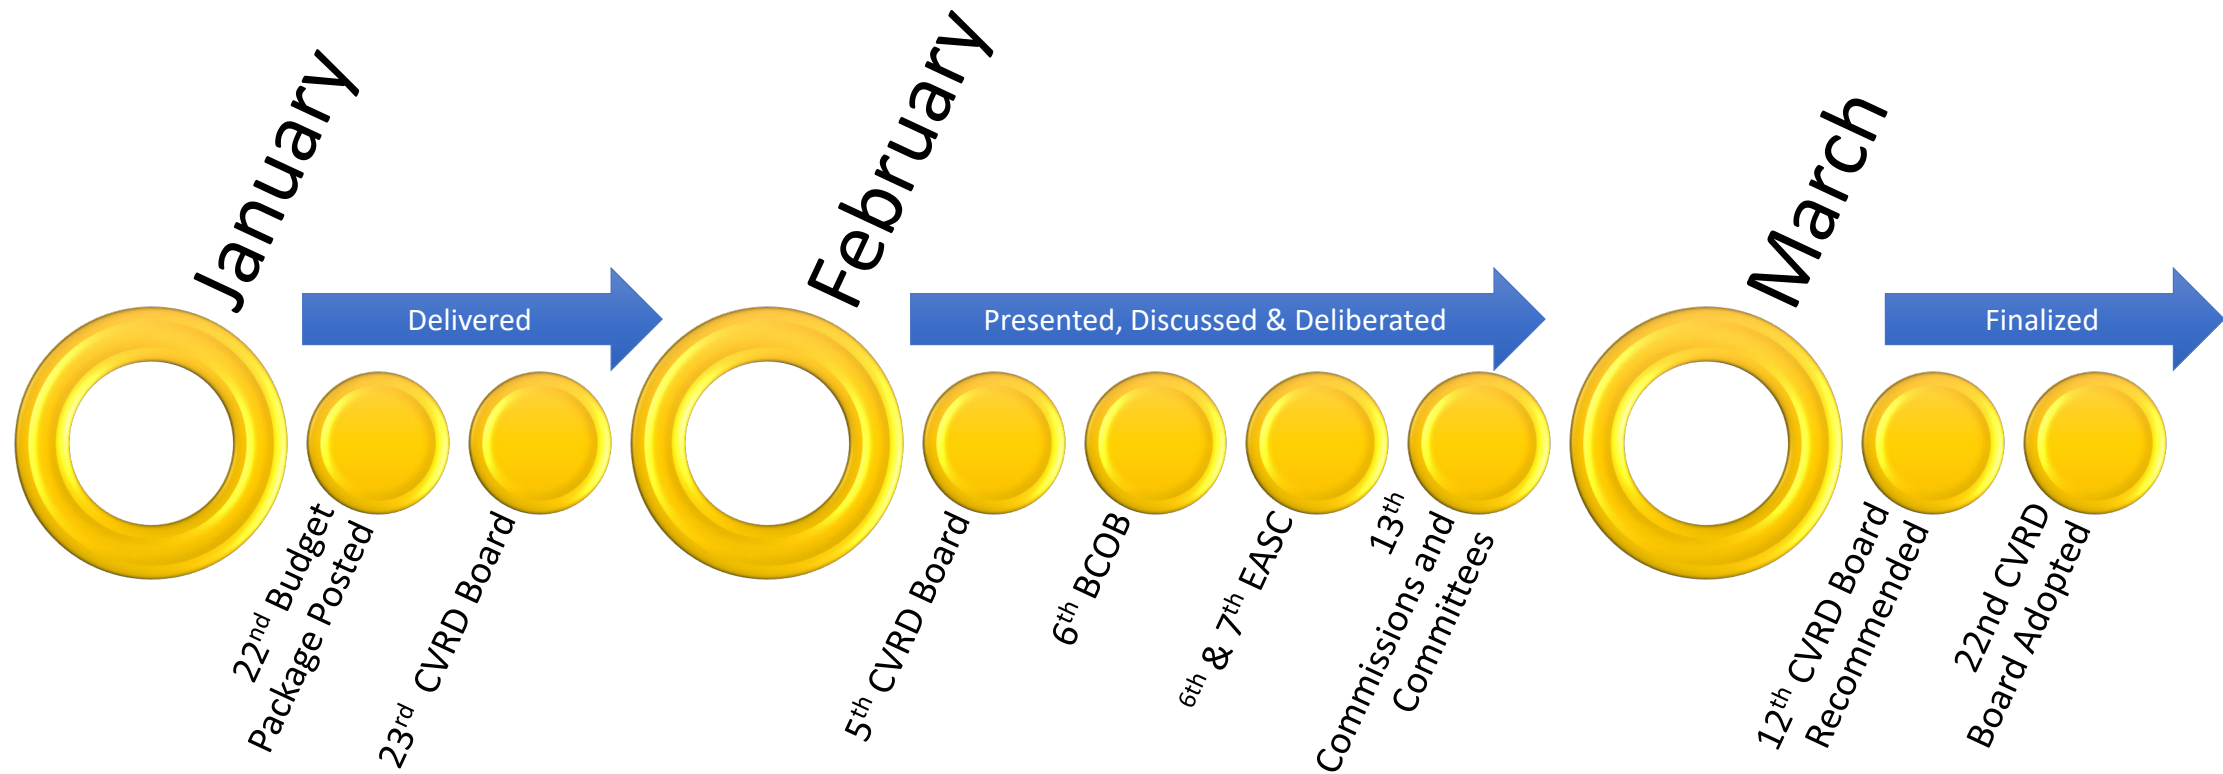 January
Delivered
22nd Budget
Package Posted
23rd CVRD Board
February
Presented, Discussed & Deliberated
5th CVRD Board
6th BCOB
6th & 7th EASC
13th
Commissions and
Committees
March
Finalized
12th CVRD Board
Recommended
22nd CVRD
Board Adopted